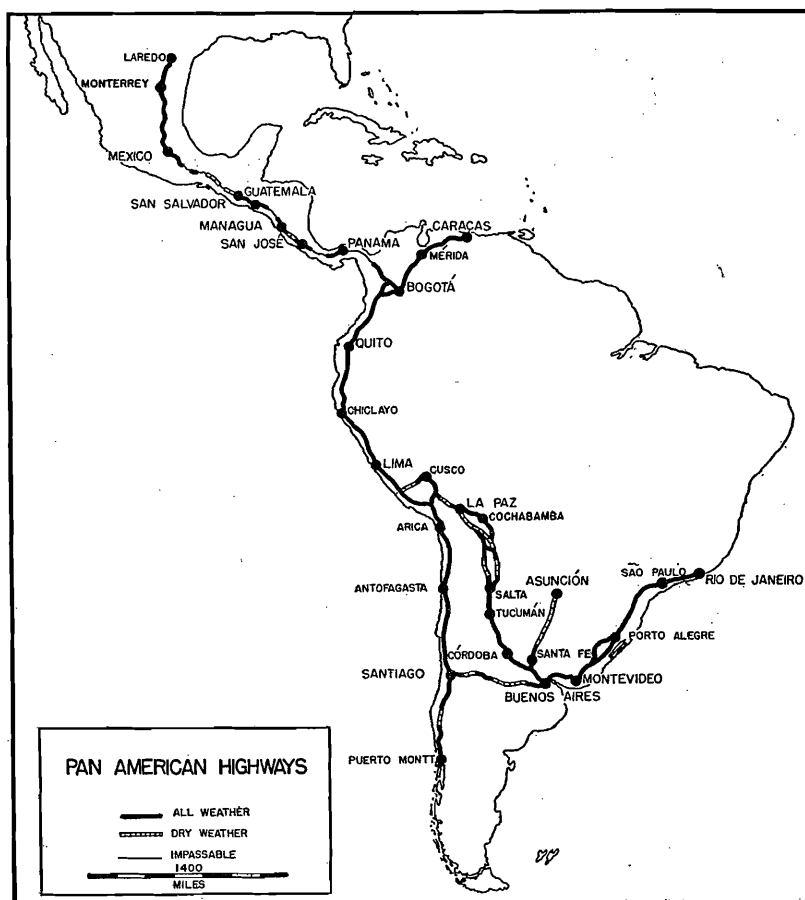 LAREDO
MONTERREY
MEXICO
GUATEMALA
SAN SALVADOR
MANAGUA
SAN JOSÉ
PANAMA
CARACAS
MÉRIDA
BOGOTÁ
QUITO
CHICLAYO
LIMA
CUSCO
LA PAZ
COCHABAMBA
ARICA
ANTOFAGASTA
SALTA
TUCUMÁN
ASUNCIÓN
SÃO PAULO
RIO DE JANEIRO
PORTO ALEGRE
CÓRDOBA
SANTA FE
SANTIAGO
MONTEVIDEO
BUENOS AIRES
PUERTO MONTT
PAN AMERICAN HIGHWAYS
ALL WEATHER
DRY WEATHER
IMPASSABLE
1400
MILES